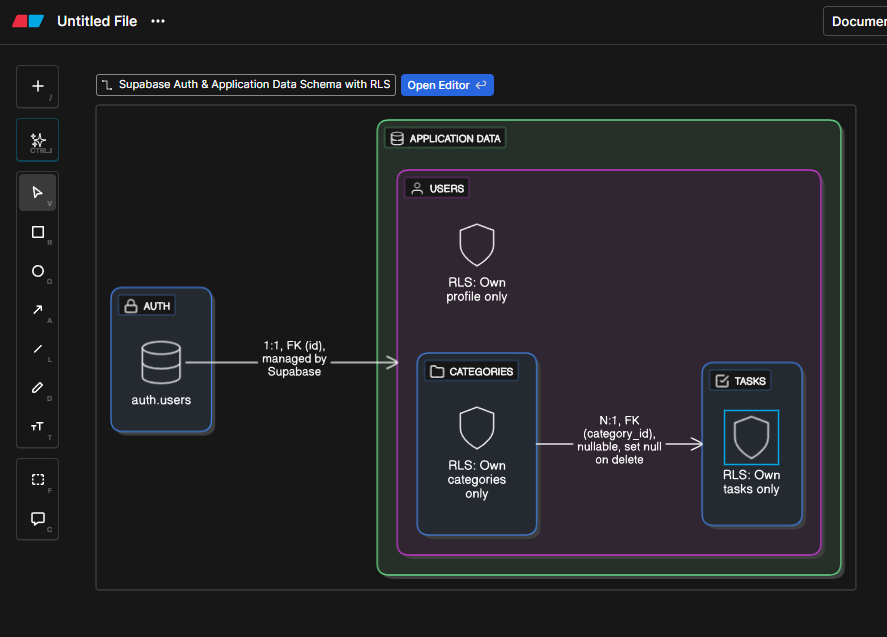 Untitled File
Documen
/
Supabase Auth & Application Data Schema with RLS
Open Editor
CTRLJ
APPLICATION DATA
V
USERS
R
O
RLS: Own
profile only
AUTH
A
1:1, FK (id),
managed by
Supabase
L
CATEGORIES
TASKS
auth.users
D
N:1, FK
(category_id),
nullable, set null
on delete
T
RLS: Own
categories
only
RLS: Own
tasks only
F
C